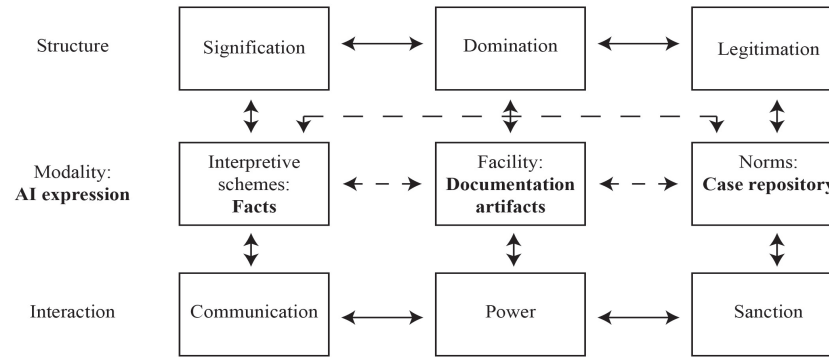 Structure
Signification
Domination
Legitimation
Modality:
AI expression
Interpretive
schemes:
Facts
Facility:
Documentation
artifacts
Norms:
Case repository
Interaction
Communication
Power
Sanction